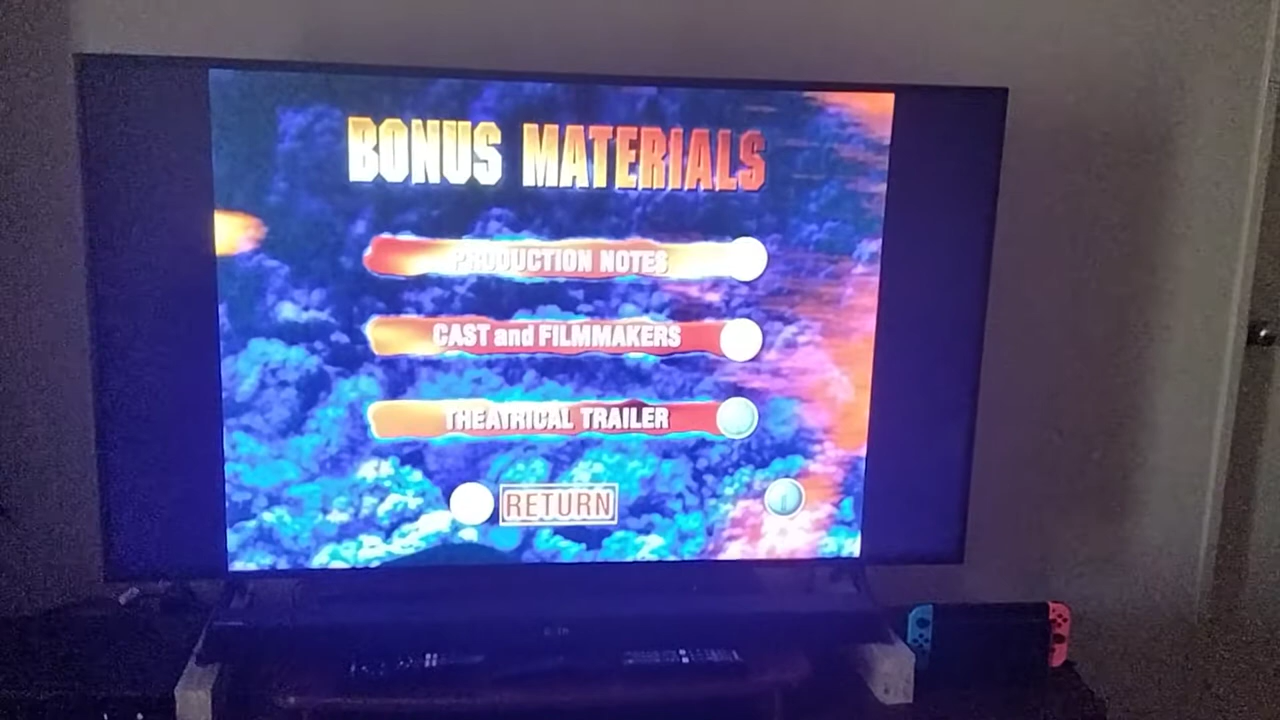 BONUS MATERIALS
PRODUCTION NOTES
CAST and FILMMAKERS
THEATRICAL TRAILER
RETURN